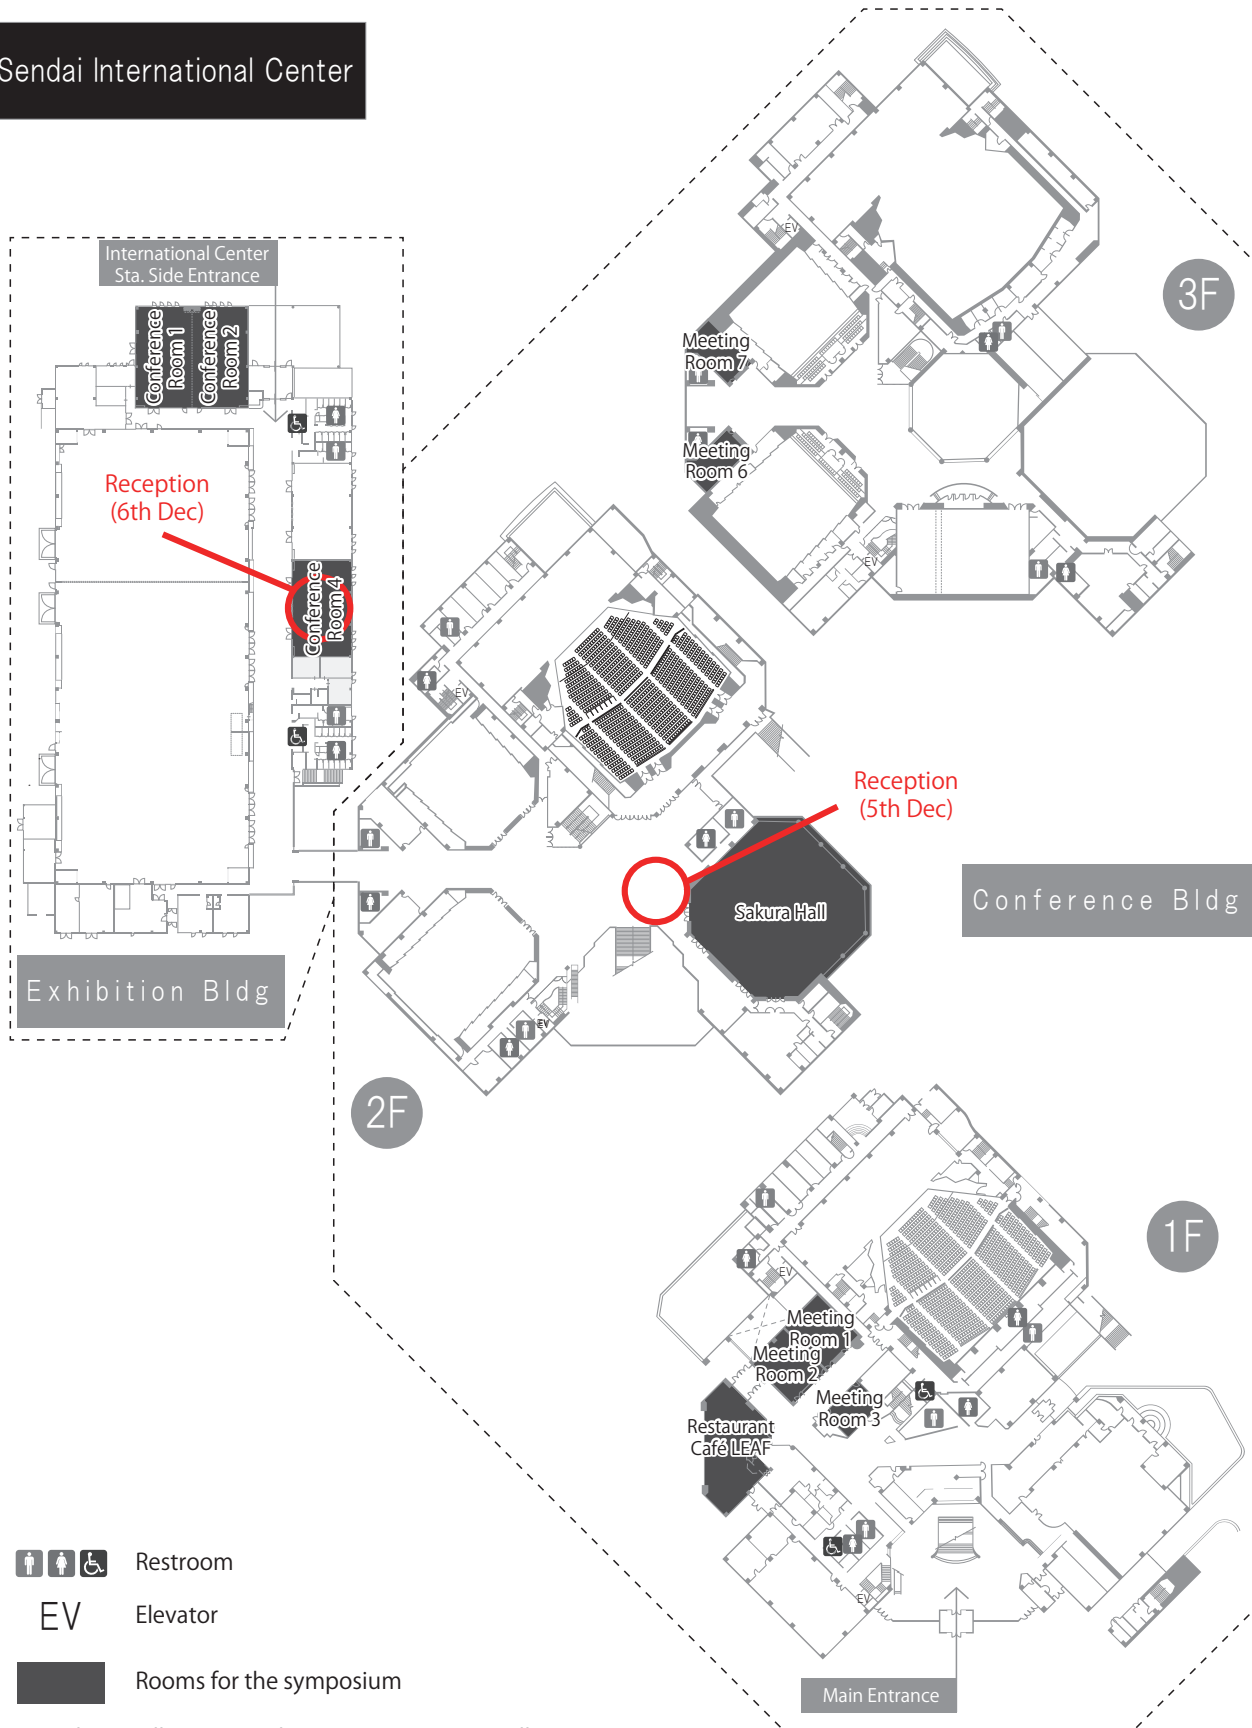 Sendai International Center
International Center
Sta. Side Entrance
Conference
Room 1
Conference
Room 2
Reception
(6th Dec)
Conference
Room 4
Exhibition Bldg
3F
EV
Meeting
Room 7
Meeting
Room 6
EV
EV
Reception
(5th Dec)
Sakura Hall
Conference Bldg
EV
2F
1F
EV
Meeting
Room 1
Meeting
Room 2
Meeting
Room 3
Restaurant
Café LEAF
EV
Main Entrance
Restroom
EV Elevator
Rooms for the symposium